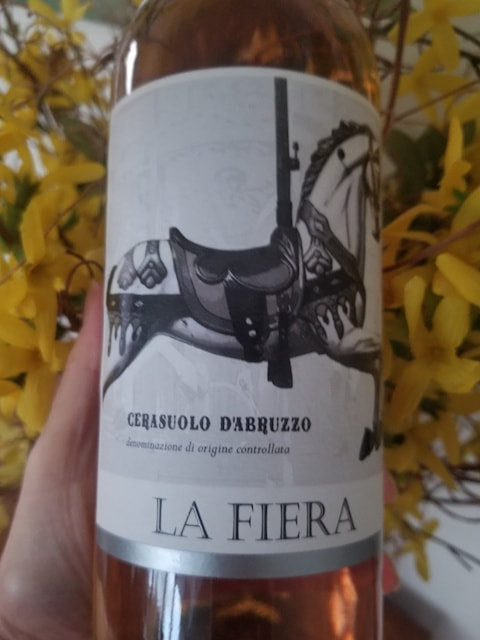 CERASUOLO D'ABRUZZO
denominazione di origine controllata
LA FIERA